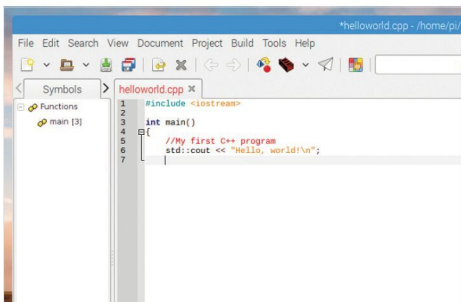 *helloworld.cpp - /home/pi/
File Edit Search View Document Project Build Tools Help
Symbols
helloworld.cpp ×
Functions
main [3]
1 #include <iostream>
2
3 int main()
4 {
5 //My first C++ program
6 std::cout << "Hello, world!\n";
7